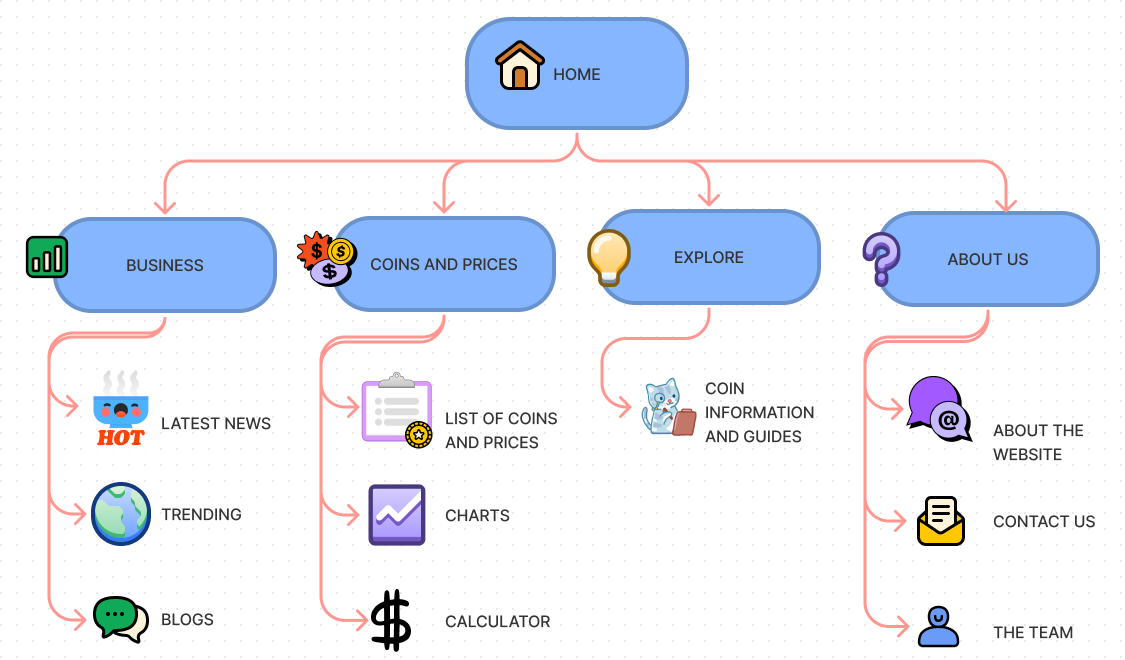 HOME
BUSINESS
COINS AND PRICES
EXPLORE
ABOUT US
HOT
LATEST NEWS
TRENDING
BLOGS
LIST OF COINS
AND PRICES
CHARTS
$
CALCULATOR
COIN
INFORMATION
AND GUIDES
@
ABOUT THE
WEBSITE
CONTACT US
THE TEAM